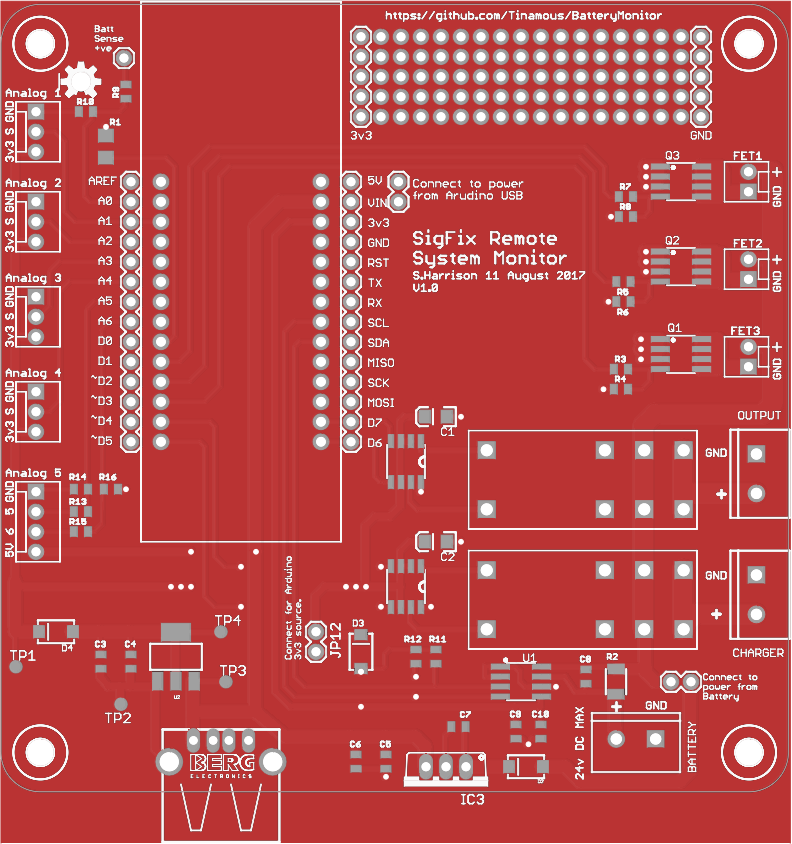 https://github.com/Tinamous/BatteryMonitor
Batt
Sense
+ve
R9
R10
R1
3v3
GND
Analog 1
3v3 S GND
Analog 2
3v3 S GND
Analog 3
3v3 S GND
Analog 4
3v3 S GND
Analog 5
5V 6 5 GND
AREF
A0
A1
A2
A3
A4
A5
A6
D0
D1
~D2
~D3
~D4
~D5
5V
VIN
3v3
GND
RST
TX
RX
SCL
SDA
MISO
SCK
MOSI
D7
D6
Connect to power
from Arudino USB
SigFix Remote
System Monitor
S.Harrison 11 August 2017
V1.0
Q3
R7
R8
FET1
+
GND
Q2
R5
R6
FET2
+
GND
Q1
R3
R4
FET3
+
GND
C1
C2
OUTPUT
GND
+
GND
+
CHARGER
R14
R16
R13
R15
D4
TP1
TP4
C3
C4
U2
TP3
TP2
Connect for Arduino
3v3 source.
JP12
D3
R12
R11
U1
C8
R2
Connect to
power from
Battery
+
GND
24v DC MAX
BATTERY
C7
C6
C5
C9
C10
IC3
BERG
ELECTRONICS